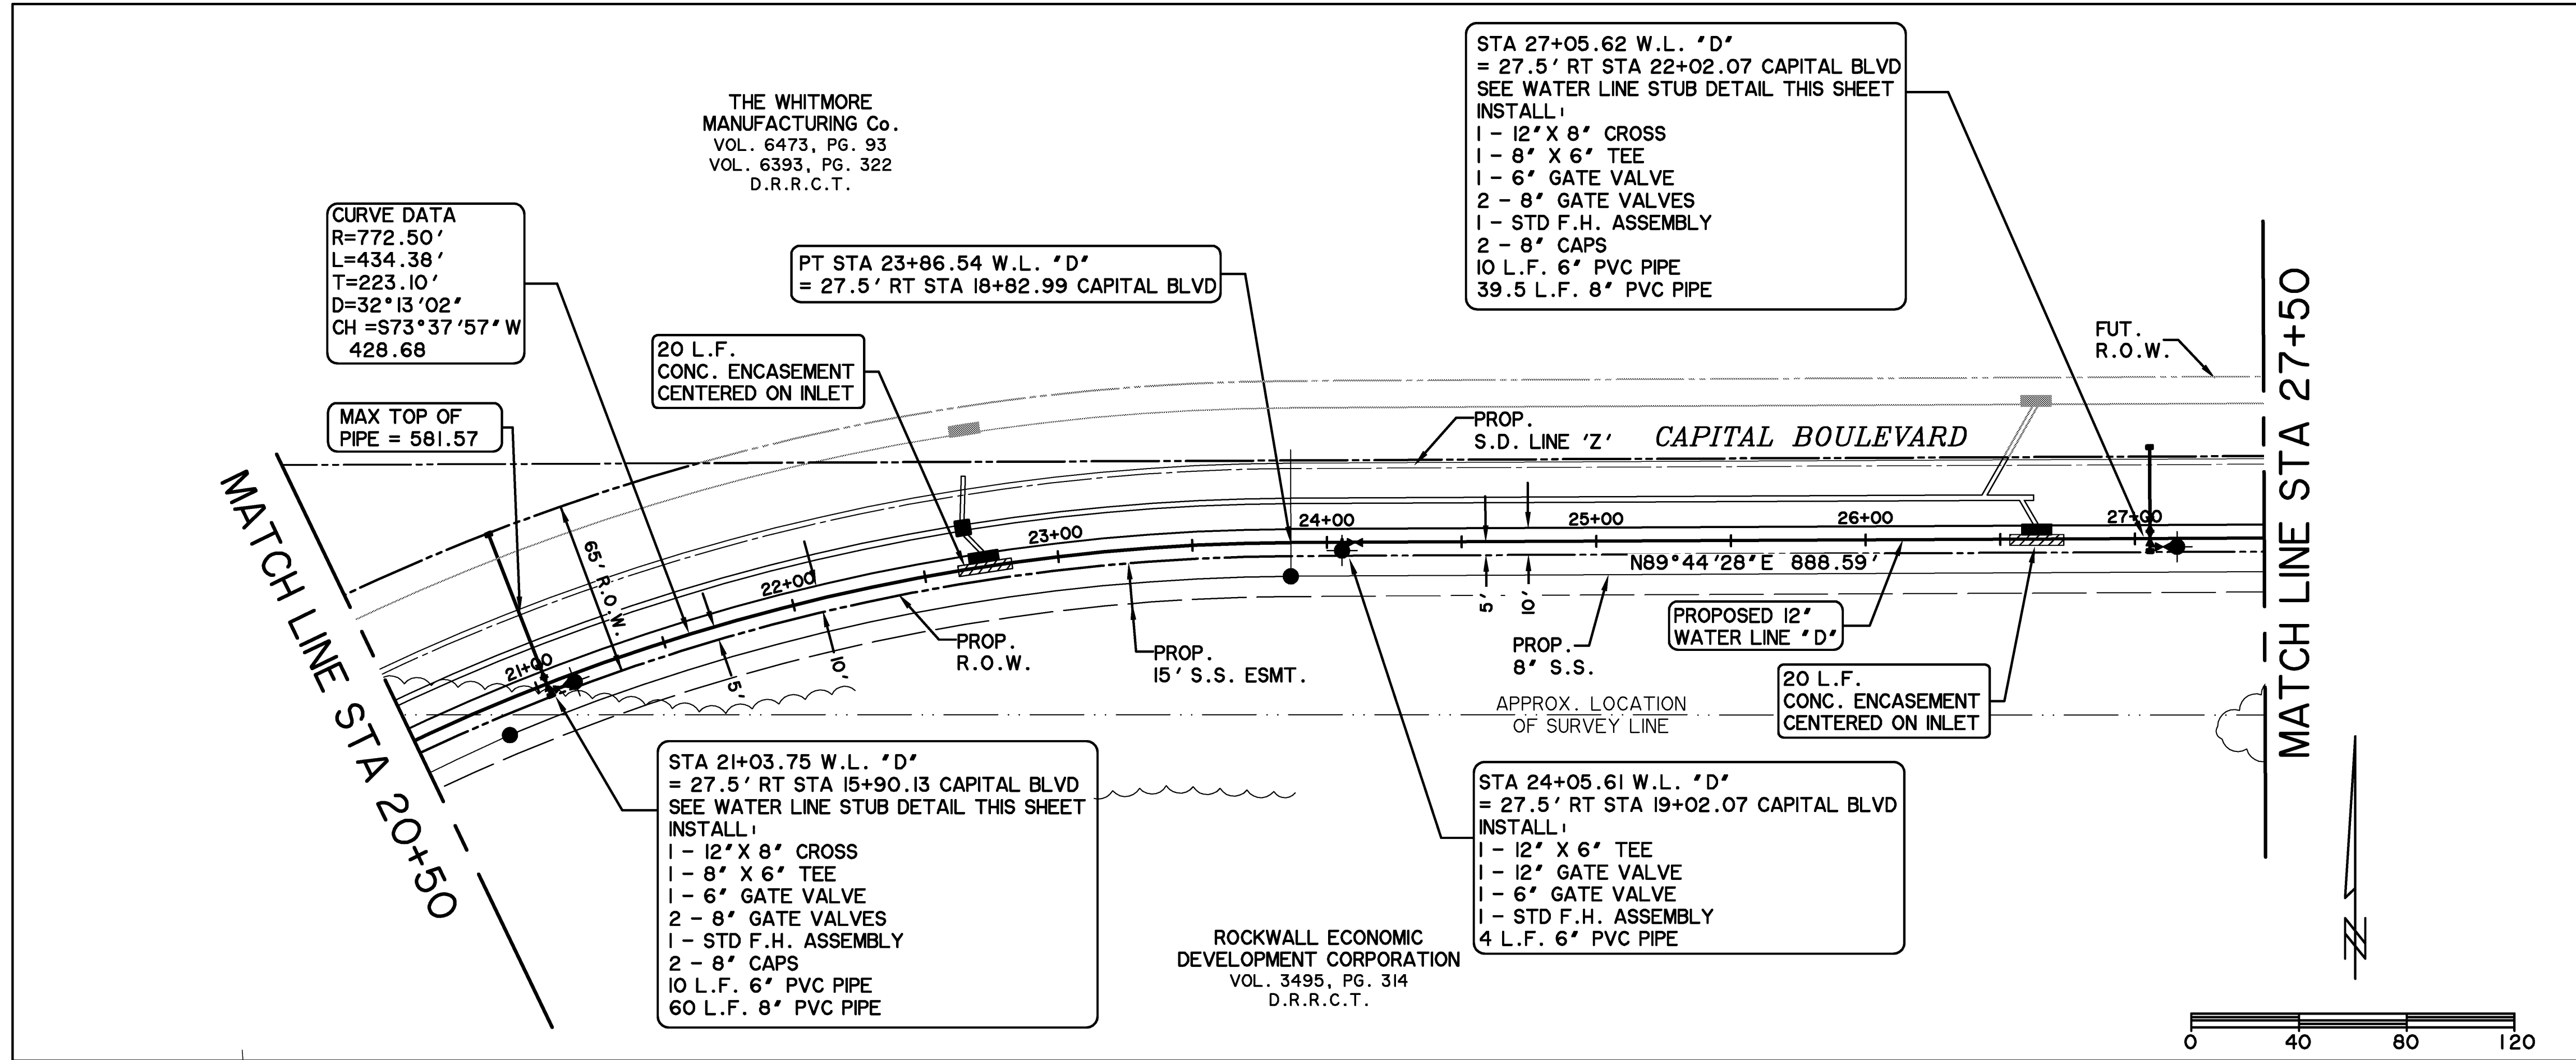 THE WHITMORE
MANUFACTURING Co.
VOL. 6473, PG. 93
VOL. 6393, PG. 322
D.R.R.C.T.
STA 27+05.62 W.L. "D"
= 27.5' RT STA 22+02.07 CAPITAL BLVD
SEE WATER LINE STUB DETAIL THIS SHEET
INSTALL:
1 - 12" X 8" CROSS
1 - 8" X 6" TEE
1 - 6" GATE VALVE
2 - 8" GATE VALVES
1 - STD F.H. ASSEMBLY
2 - 8" CAPS
10 L.F. 6" PVC PIPE
39.5 L.F. 8" PVC PIPE
CURVE DATA
R=772.50'
L=434.38'
T=223.10'
D=32°13'02"
CH =S73°37'57"W
428.68
PT STA 23+86.54 W.L. "D"
= 27.5' RT STA 18+82.99 CAPITAL BLVD
20 L.F.
CONC. ENCASEMENT
CENTERED ON INLET
MAX TOP OF
PIPE = 581.57
FUT.
R.O.W.
PROP.
S.D. LINE 'Z'
CAPITAL BOULEVARD
MATCH LINE STA 20+50
MATCH LINE STA 27+50
65' R.O.W.
21+00
22+00
23+00
24+00
25+00
26+00
27+00
5'
10'
5'
10'
N89°44'28"E 888.59'
PROP.
R.O.W.
PROP.
15' S.S. ESMT.
PROP.
8" S.S.
PROPOSED 12"
WATER LINE "D"
20 L.F.
CONC. ENCASEMENT
CENTERED ON INLET
APPROX. LOCATION
OF SURVEY LINE
STA 21+03.75 W.L. "D"
= 27.5' RT STA 15+90.13 CAPITAL BLVD
SEE WATER LINE STUB DETAIL THIS SHEET
INSTALL:
1 - 12" X 8" CROSS
1 - 8" X 6" TEE
1 - 6" GATE VALVE
2 - 8" GATE VALVES
1 - STD F.H. ASSEMBLY
2 - 8" CAPS
10 L.F. 6" PVC PIPE
60 L.F. 8" PVC PIPE
STA 24+05.61 W.L. "D"
= 27.5' RT STA 19+02.07 CAPITAL BLVD
INSTALL:
1 - 12" X 6" TEE
1 - 12" GATE VALVE
1 - 6" GATE VALVE
1 - STD F.H. ASSEMBLY
4 L.F. 6" PVC PIPE
ROCKWALL ECONOMIC
DEVELOPMENT CORPORATION
VOL. 3495, PG. 314
D.R.R.C.T.
N
0 40 80 120